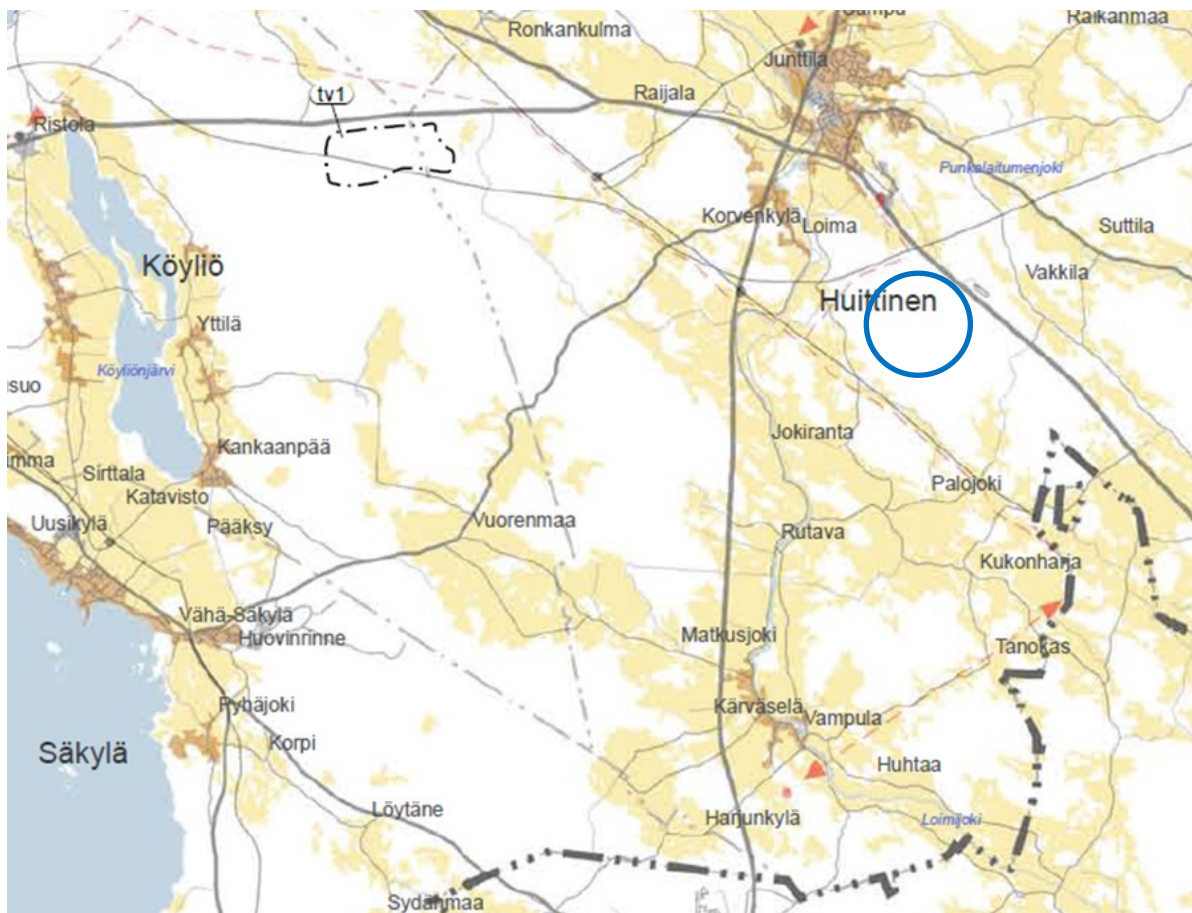 Ronkankulma
Raikanmaa
Junttila
tv1
Raijala
Ristola
Punkalaitumenjoki
Korvenkylä
Loima
Suttila
Köyliö
Vakkila
Huittinen
Yttilä
Köyliönjärvi
Jokiranta
Kankaanpää
Sirttala
Palojoki
Katavisto
Uusikylä
Pääksy
Vuorenmaa
Rutava
Kukonharja
Vähä-Säkylä
Huovinrinne
Matkusjoki
Tanokas
Pyhäjoki
Kärväselä
Vampula
Korpi
Säkylä
Huhtaa
Löytäne
Harjunkylä
Loimijoki
Sydänmaa